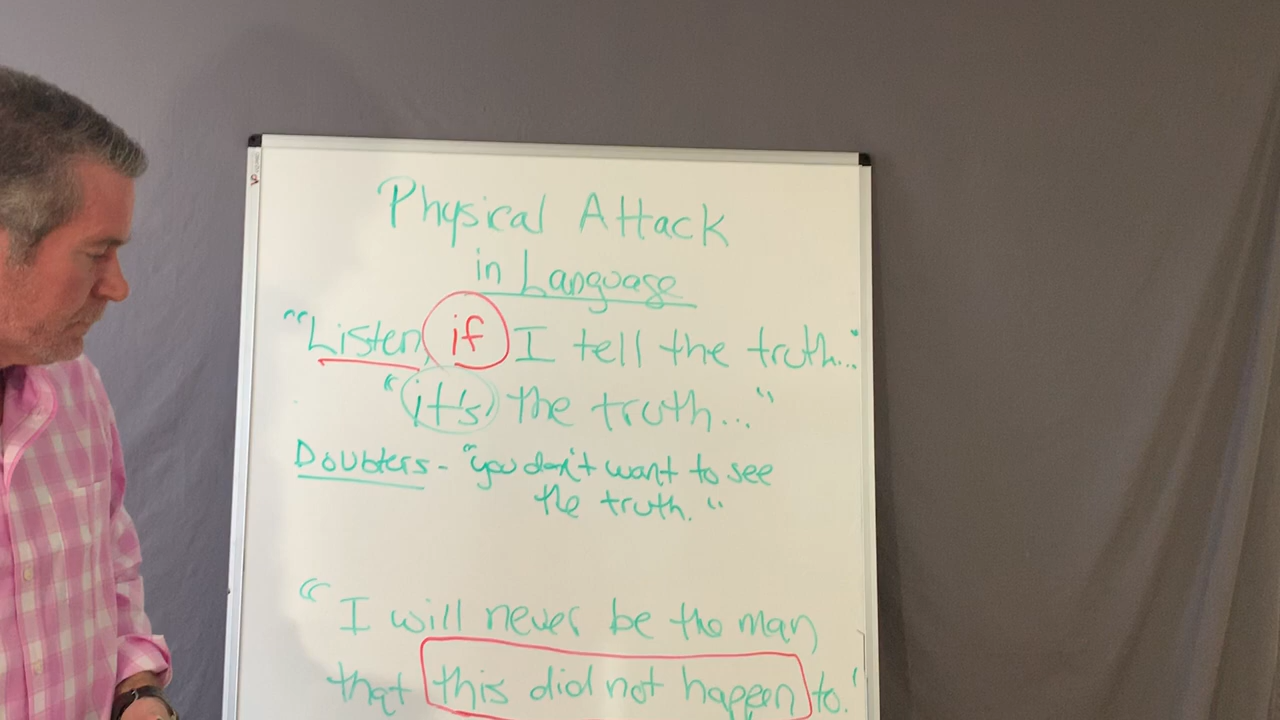 Physical Attack
in Language
"Listen, if I tell the truth..."
"it's the truth..."
Doubters - "you don't want to see
the truth."
"I will never be the man,
that this did not happen to."